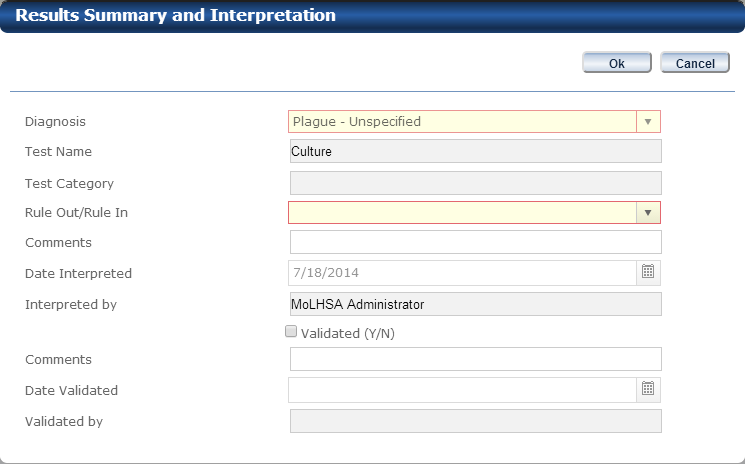 Results Summary and Interpretation
Ok Cancel
Diagnosis Plague - Unspecified
Test Name Culture
Test Category
Rule Out/Rule In
Comments
Date Interpreted 7/18/2014
Interpreted by MoLHSA Administrator
Validated (Y/N)
Comments
Date Validated
Validated by